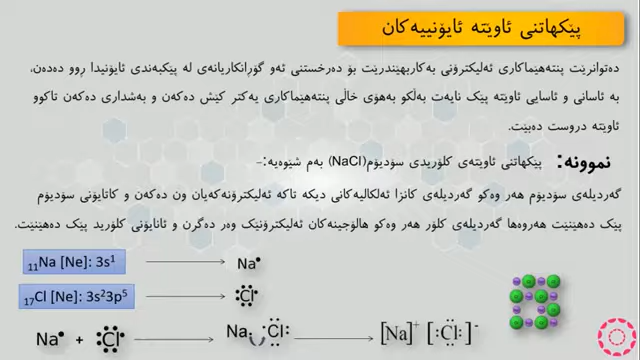 پێکهاتنی ئاوێتە ئایۆنییەکان
دەتوانرێت پنتەهێماکاری ئەلیکترۆنی بەکاربهێندرێت بۆ دەرخستنی ئەو گۆڕانکاریانەی لە پێکبەندی ئایۆنیدا ڕوو دەدەن،
بە ئاسانی و ئاسایی ئاوێتە پێک نایەت بەڵکو بەهۆی خاڵی پنتەهێماکاری یەکتر کێش دەکەن و بەشداری دەکەن تاکوو
ئاوێتە دروست دەبێت.
نموونە: پێکهاتنی ئاوێتەی کلۆریدی سۆدیۆم(NaCl) بەم شێوەیە:-
گەردیلەی سۆدیۆم هەر وەکو گەردیلەی کانزا ئەلکالیەکانی دیکە تاکە ئەلیکترۆنەکەیان ون دەکەن و کاتایۆنی سۆدیۆم
پێک دەهێنێت هەروەها گەردیلەی کلۆر هەر وەکو هالۆجینەکان ئەلیکترۆنێک وەر دەگرن و ئانایۆنی کلۆرید پێک دەهێنێت.
₁₁Na [Ne]: 3s¹ Na•
₁₇Cl [Ne]: 3s²3p⁵ :Cl•
Na• + :Cl• Na :Cl: [Na]⁺ [:Cl:]⁻